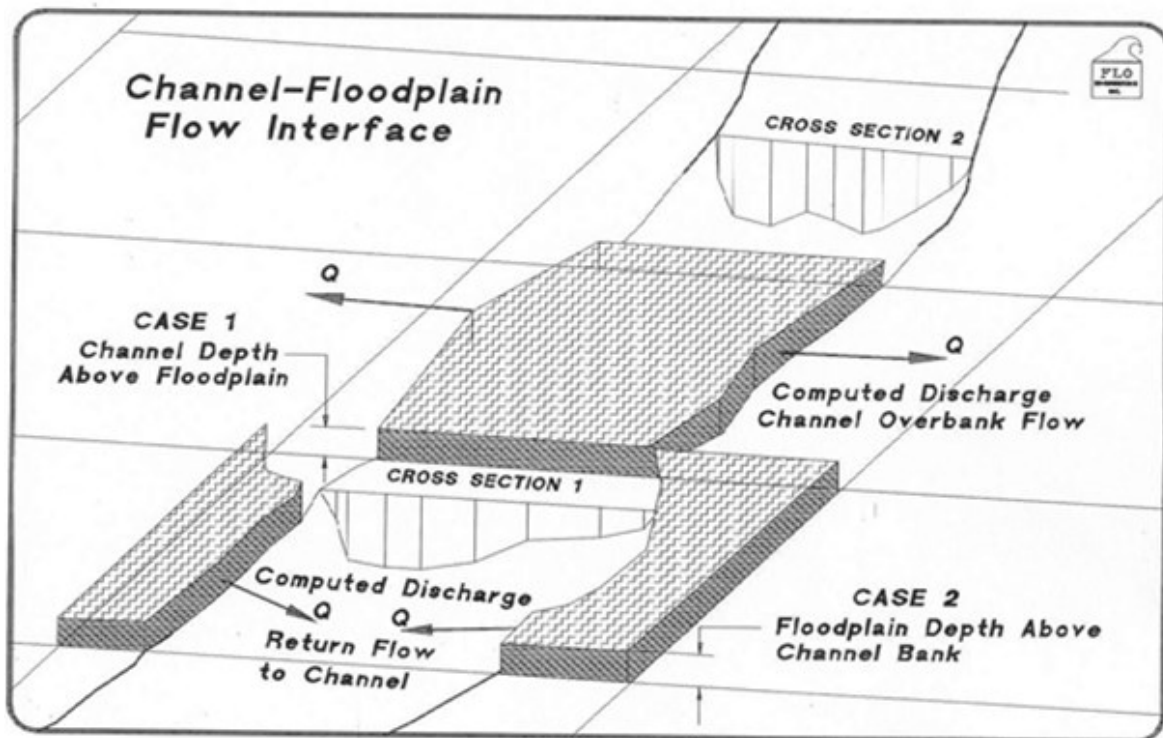 Channel-Floodplain
Flow Interface
FLO
CROSS SECTION 2
Q
CASE 1
Channel Depth
Above Floodplain
Q
Computed Discharge
Channel Overbank Flow
CROSS SECTION 1
Computed Discharge
Q
Q
Return Flow
to Channel
CASE 2
Floodplain Depth Above
Channel Bank